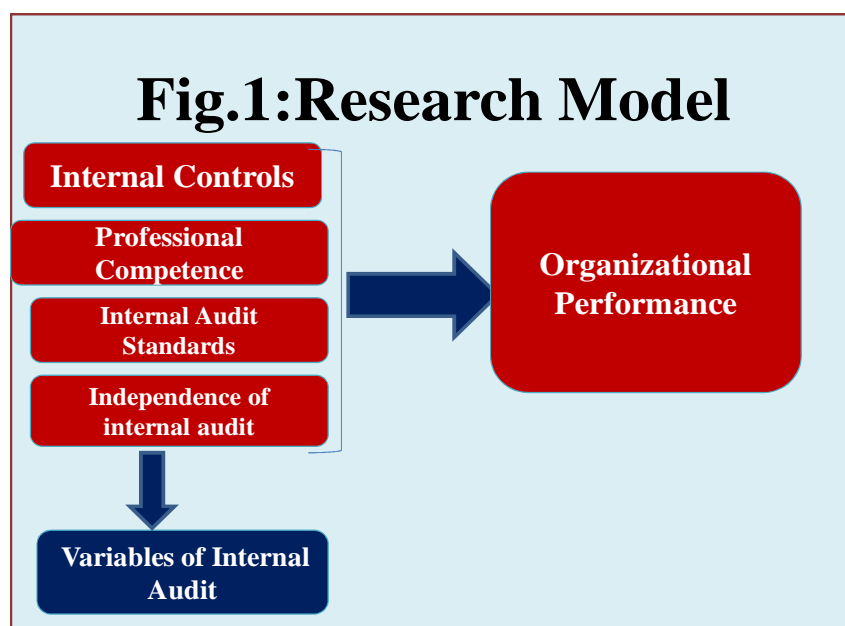 Fig.1:Research Model
Internal Controls
Professional
Competence
Internal Audit
Standards
Independence of
internal audit
Organizational
Performance
Variables of Internal
Audit